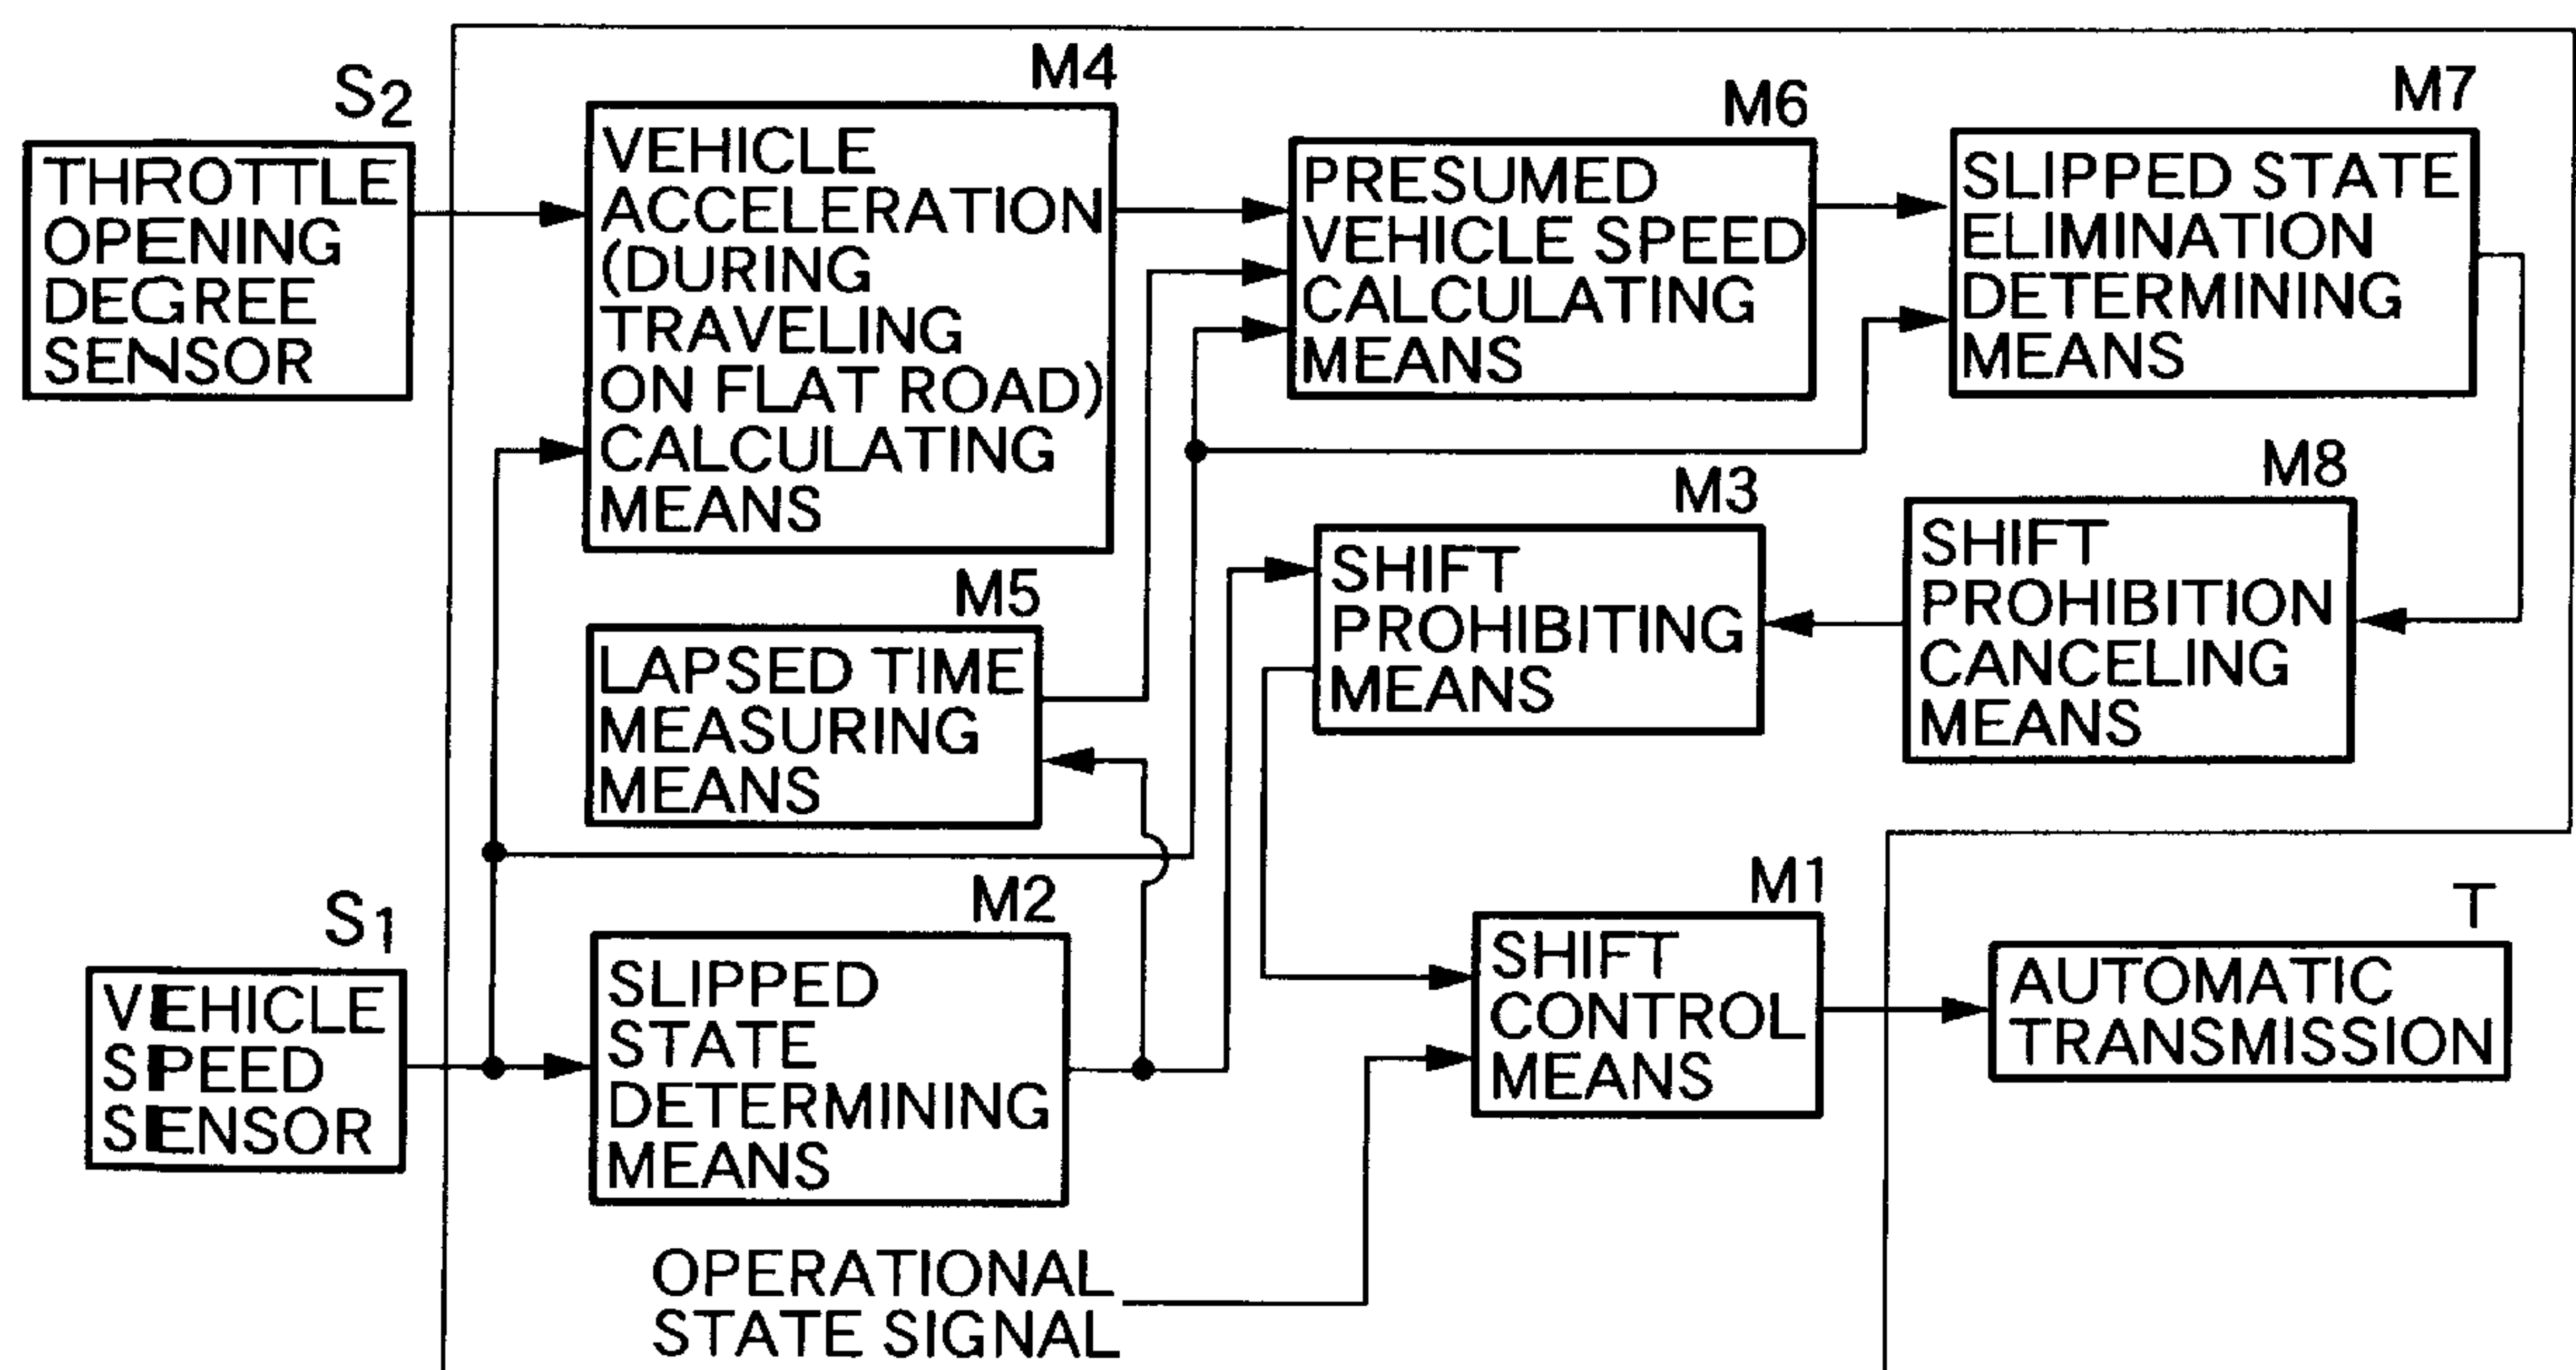 S2
THROTTLE
OPENING
DEGREE
SENSOR
M4
VEHICLE
ACCELERATION
(DURING
TRAVELING
ON FLAT ROAD)
CALCULATING
MEANS
M6
PRESUMED
VEHICLE SPEED
CALCULATING
MEANS
M7
SLIPPED STATE
ELIMINATION
DETERMINING
MEANS
M5
LAPSED TIME
MEASURING
MEANS
M3
SHIFT
PROHIBITING
MEANS
M8
SHIFT
PROHIBITION
CANCELING
MEANS
S1
VEHICLE
SPEED
SENSOR
M2
SLIPPED
STATE
DETERMINING
MEANS
M1
SHIFT
CONTROL
MEANS
T
AUTOMATIC
TRANSMISSION
OPERATIONAL
STATE SIGNAL